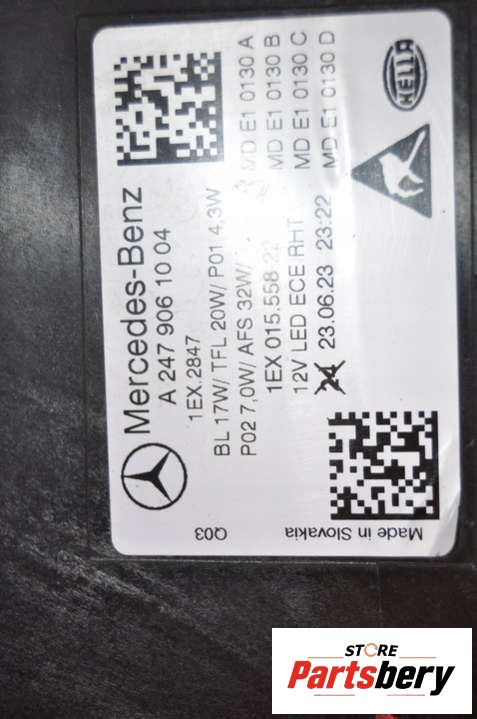 Mercedes-Benz
A 247 906 10 04
1EX.2847
BL 17W/ TFL 20W/ P01 4,3W
P02 7,0W/ AFS 32W/
1EX 015.558-22
12V LED ECE RHT
24 23.06.23 23:22
MD E1 0130 A
MD E1 0130 B
MD E1 0130 C
MD E1 0130 D
HELLA
Q03
Made in Slovakia
STORE
Partsbery